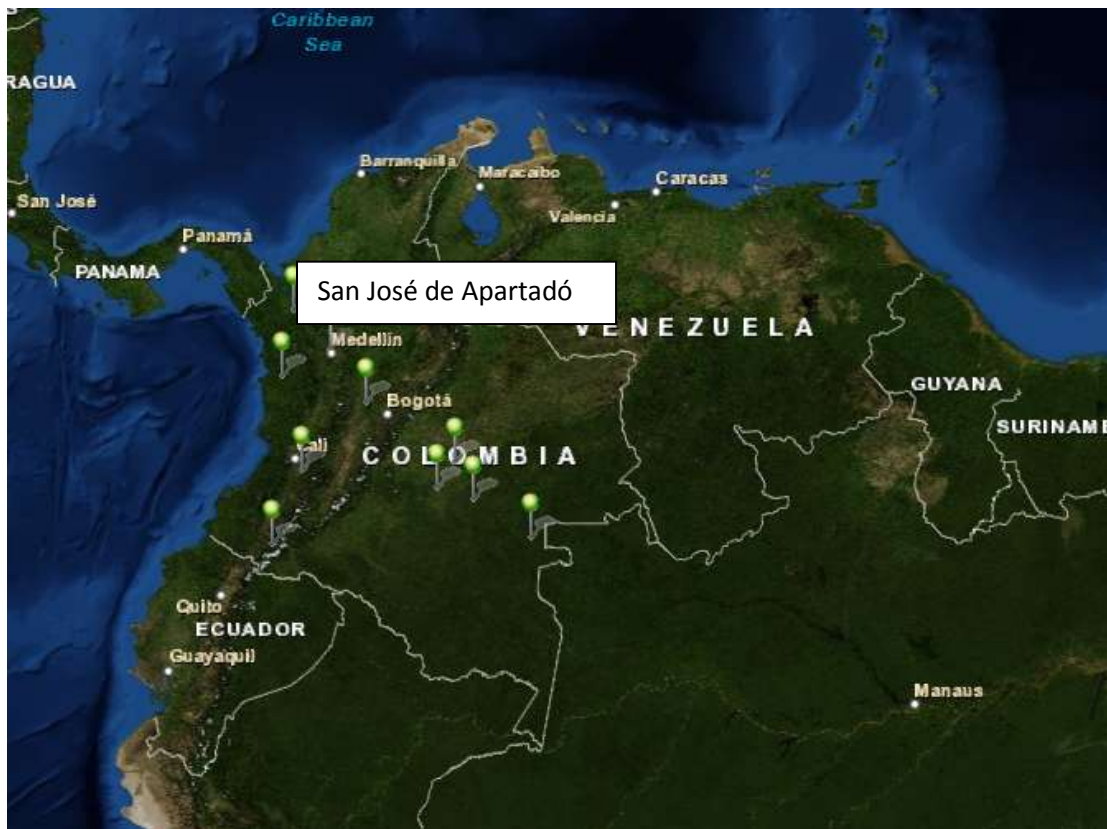 Caribbean
Sea
RAGUA
Barranquilla
Maracaibo
Caracas
San José
Valencia
Panamá
PANAMA
San José de Apartadó
VENEZUELA
Medellín
GUYANA
Bogotá
SURINAME
Cali
COLOMBIA
Quito
ECUADOR
Guayaquil
Manaus